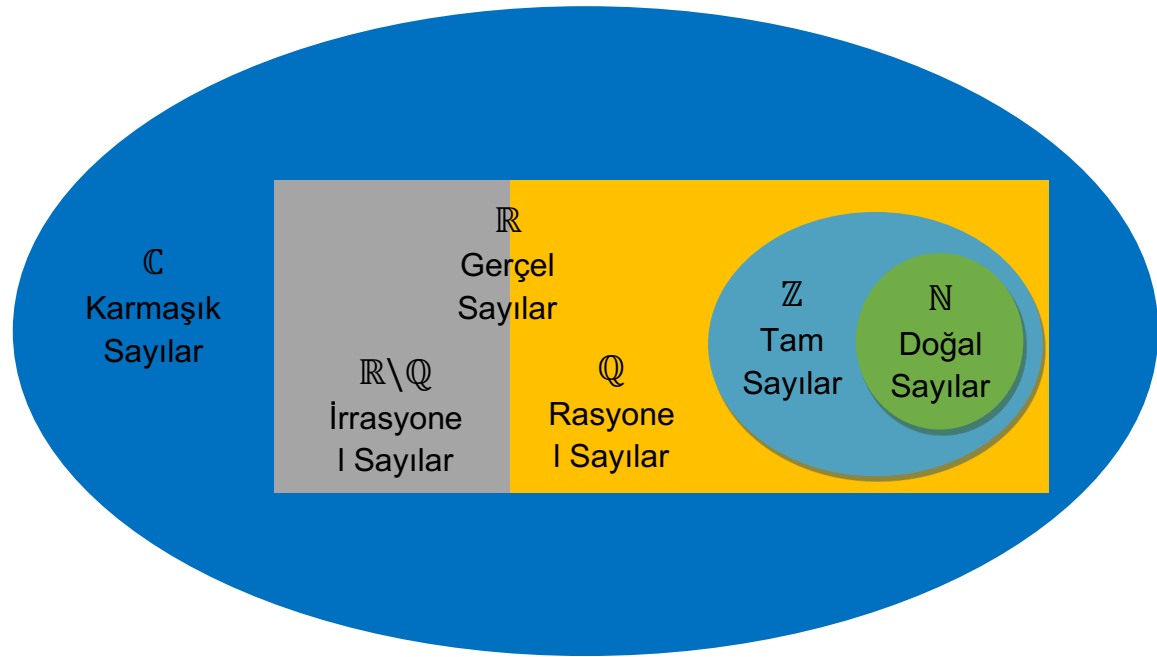 ℂ
Karmaşık
Sayılar
ℝ
Gerçel
Sayılar
ℝ\ℚ
İrrasyone
l Sayılar
ℚ
Rasyone
l Sayılar
ℤ
Tam
Sayılar
ℕ
Doğal
Sayılar